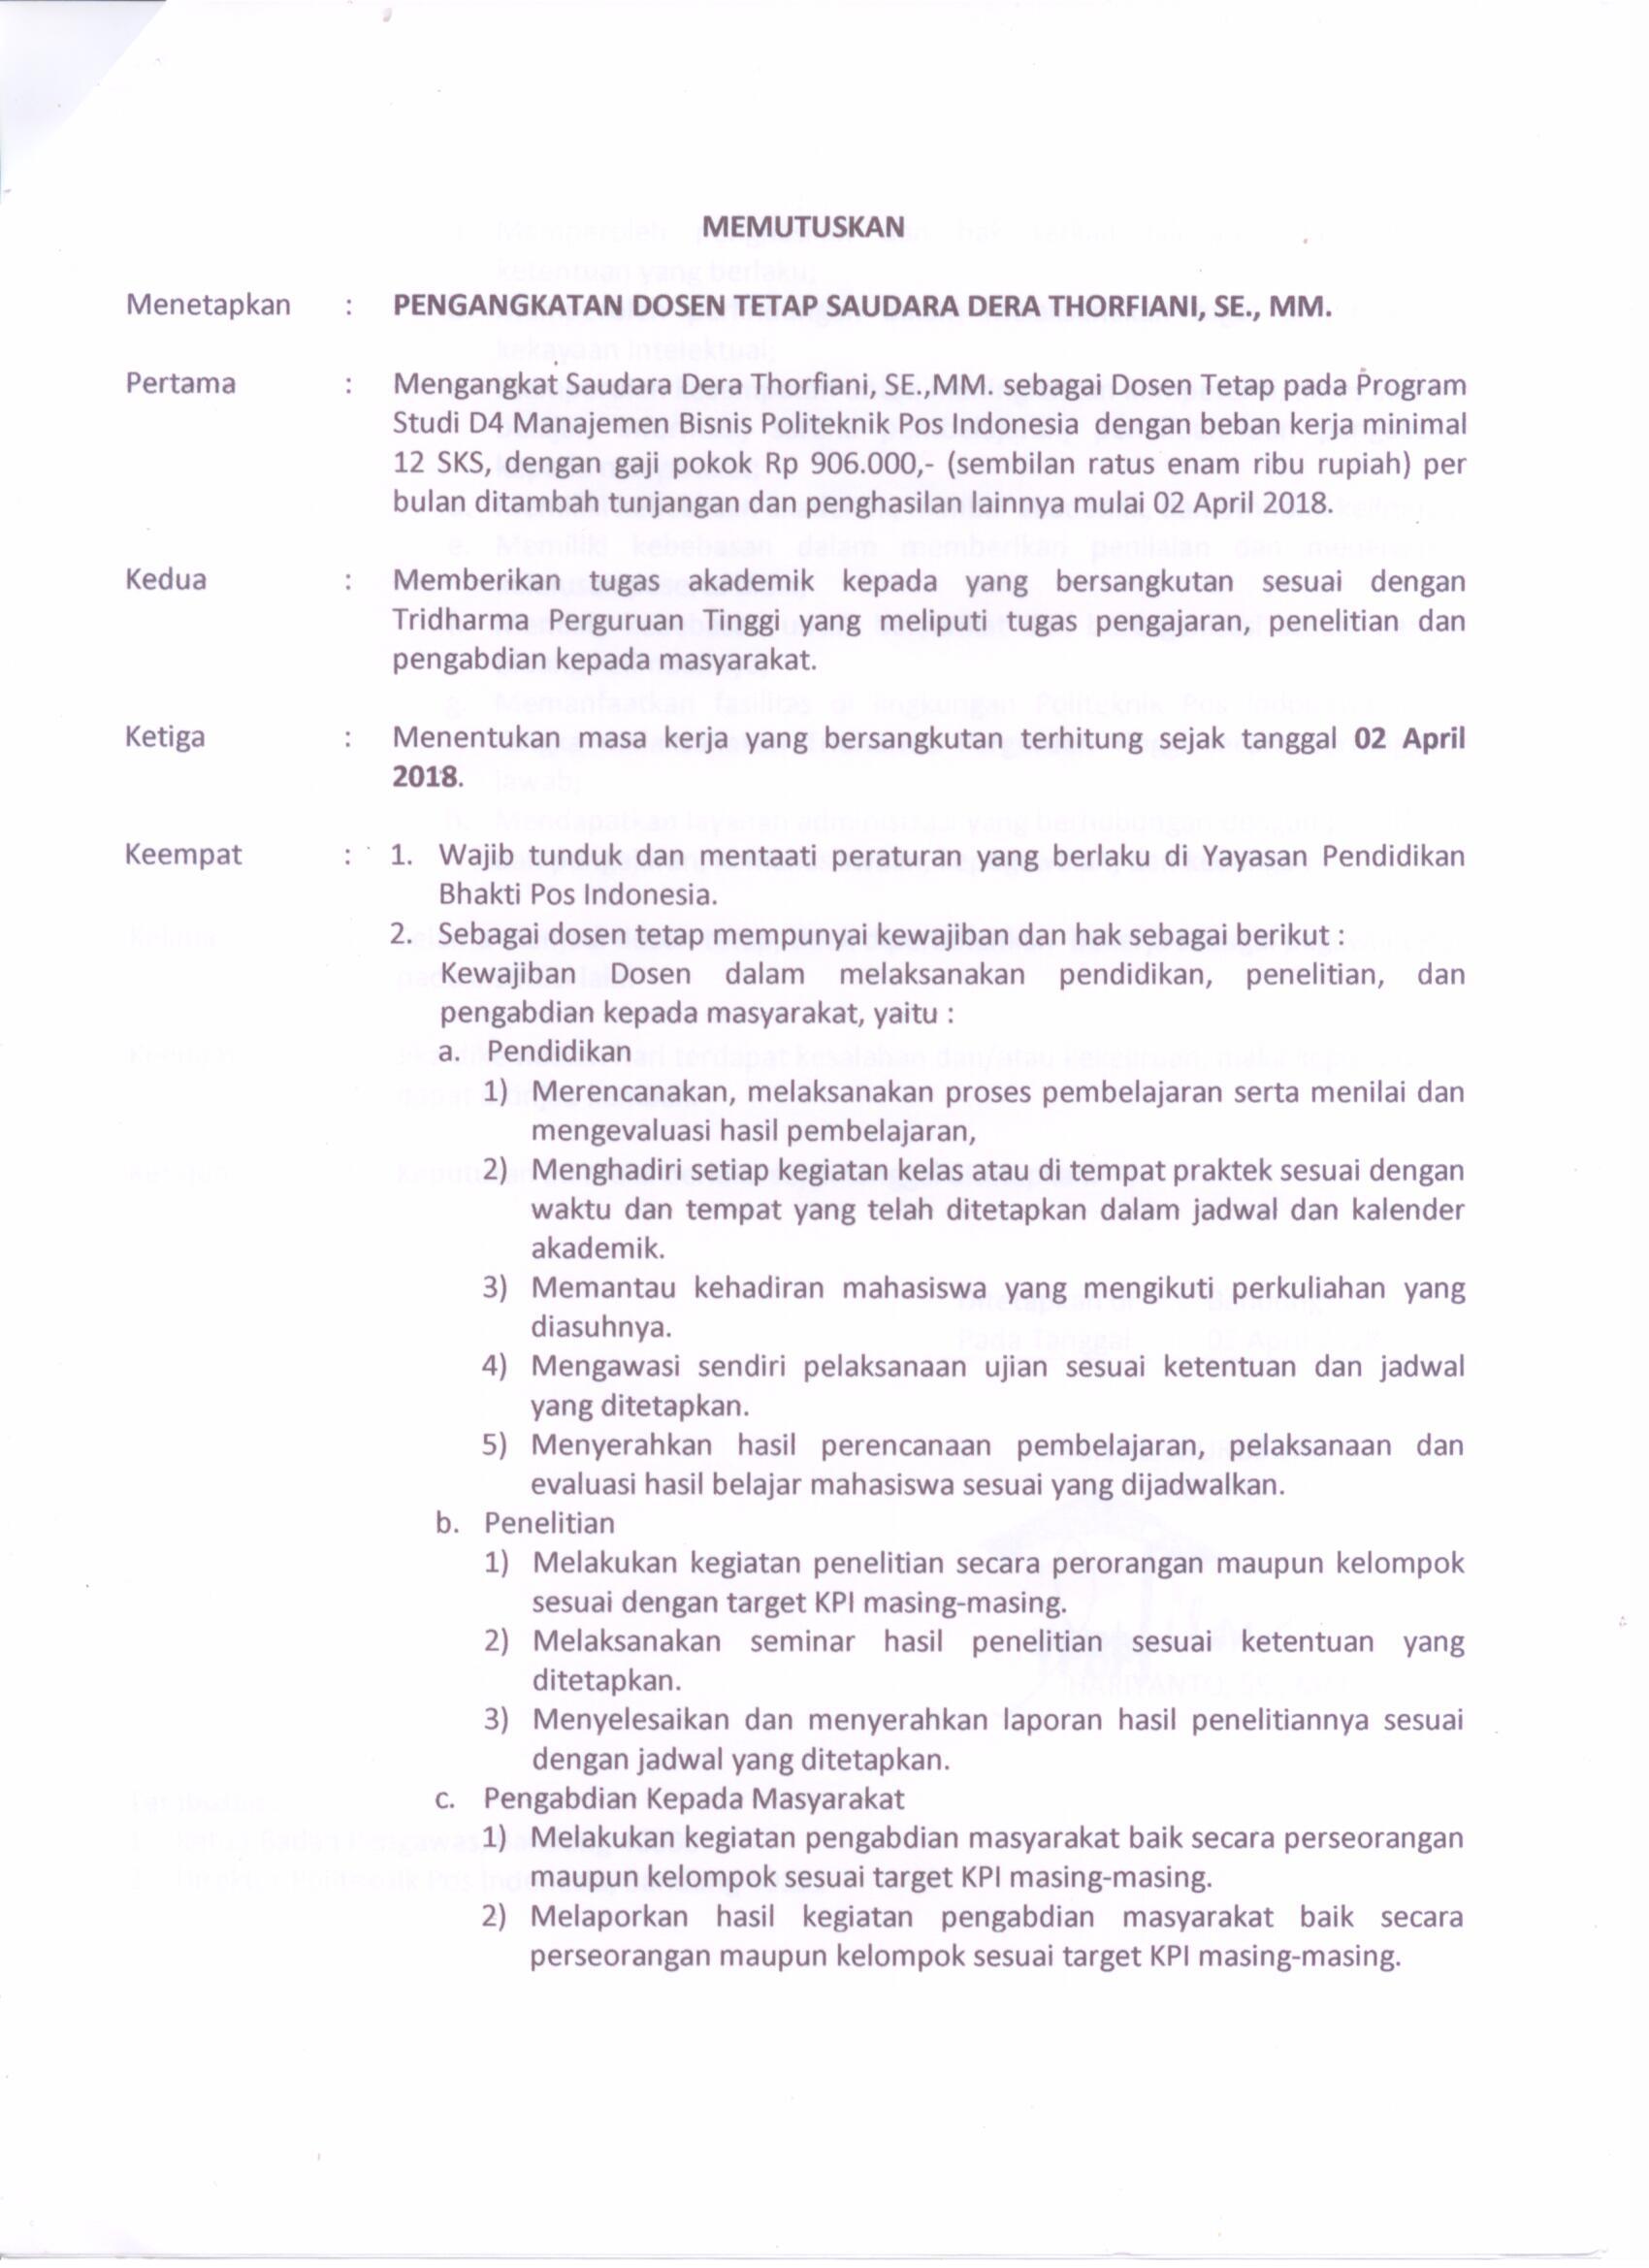 MEMUTUSKAN
Menetapkan : PENGANGKATAN DOSEN TETAP SAUDARA DERA THORFIANI, SE., MM.
Pertama : Mengangkat Saudara Dera Thorfiani, SE.,MM. sebagai Dosen Tetap pada Program
Studi D4 Manajemen Bisnis Politeknik Pos Indonesia dengan beban kerja minimal
12 SKS, dengan gaji pokok Rp 906.000,- (sembilan ratus enam ribu rupiah) per
bulan ditambah tunjangan dan penghasilan lainnya mulai 02 April 2018.
Kedua : Memberikan tugas akademik kepada yang bersangkutan sesuai dengan
Tridharma Perguruan Tinggi yang meliputi tugas pengajaran, penelitian dan
pengabdian kepada masyarakat.
Ketiga : Menentukan masa kerja yang bersangkutan terhitung sejak tanggal 02 April
2018.
Keempat : 1. Wajib tunduk dan mentaati peraturan yang berlaku di Yayasan Pendidikan
Bhakti Pos Indonesia.
2. Sebagai dosen tetap mempunyai kewajiban dan hak sebagai berikut :
Kewajiban Dosen dalam melaksanakan pendidikan, penelitian, dan
pengabdian kepada masyarakat, yaitu :
a. Pendidikan
1) Merencanakan, melaksanakan proses pembelajaran serta menilai dan
mengevaluasi hasil pembelajaran,
2) Menghadiri setiap kegiatan kelas atau di tempat praktek sesuai dengan
waktu dan tempat yang telah ditetapkan dalam jadwal dan kalender
akademik.
3) Memantau kehadiran mahasiswa yang mengikuti perkuliahan yang
diasuhnya.
4) Mengawasi sendiri pelaksanaan ujian sesuai ketentuan dan jadwal
yang ditetapkan.
5) Menyerahkan hasil perencanaan pembelajaran, pelaksanaan dan
evaluasi hasil belajar mahasiswa sesuai yang dijadwalkan.
b. Penelitian
1) Melakukan kegiatan penelitian secara perorangan maupun kelompok
sesuai dengan target KPI masing-masing.
2) Melaksanakan seminar hasil penelitian sesuai ketentuan yang
ditetapkan.
3) Menyelesaikan dan menyerahkan laporan hasil penelitiannya sesuai
dengan jadwal yang ditetapkan.
c. Pengabdian Kepada Masyarakat
1) Melakukan kegiatan pengabdian masyarakat baik secara perseorangan
maupun kelompok sesuai target KPI masing-masing.
2) Melaporkan hasil kegiatan pengabdian masyarakat baik secara
perseorangan maupun kelompok sesuai target KPI masing-masing.